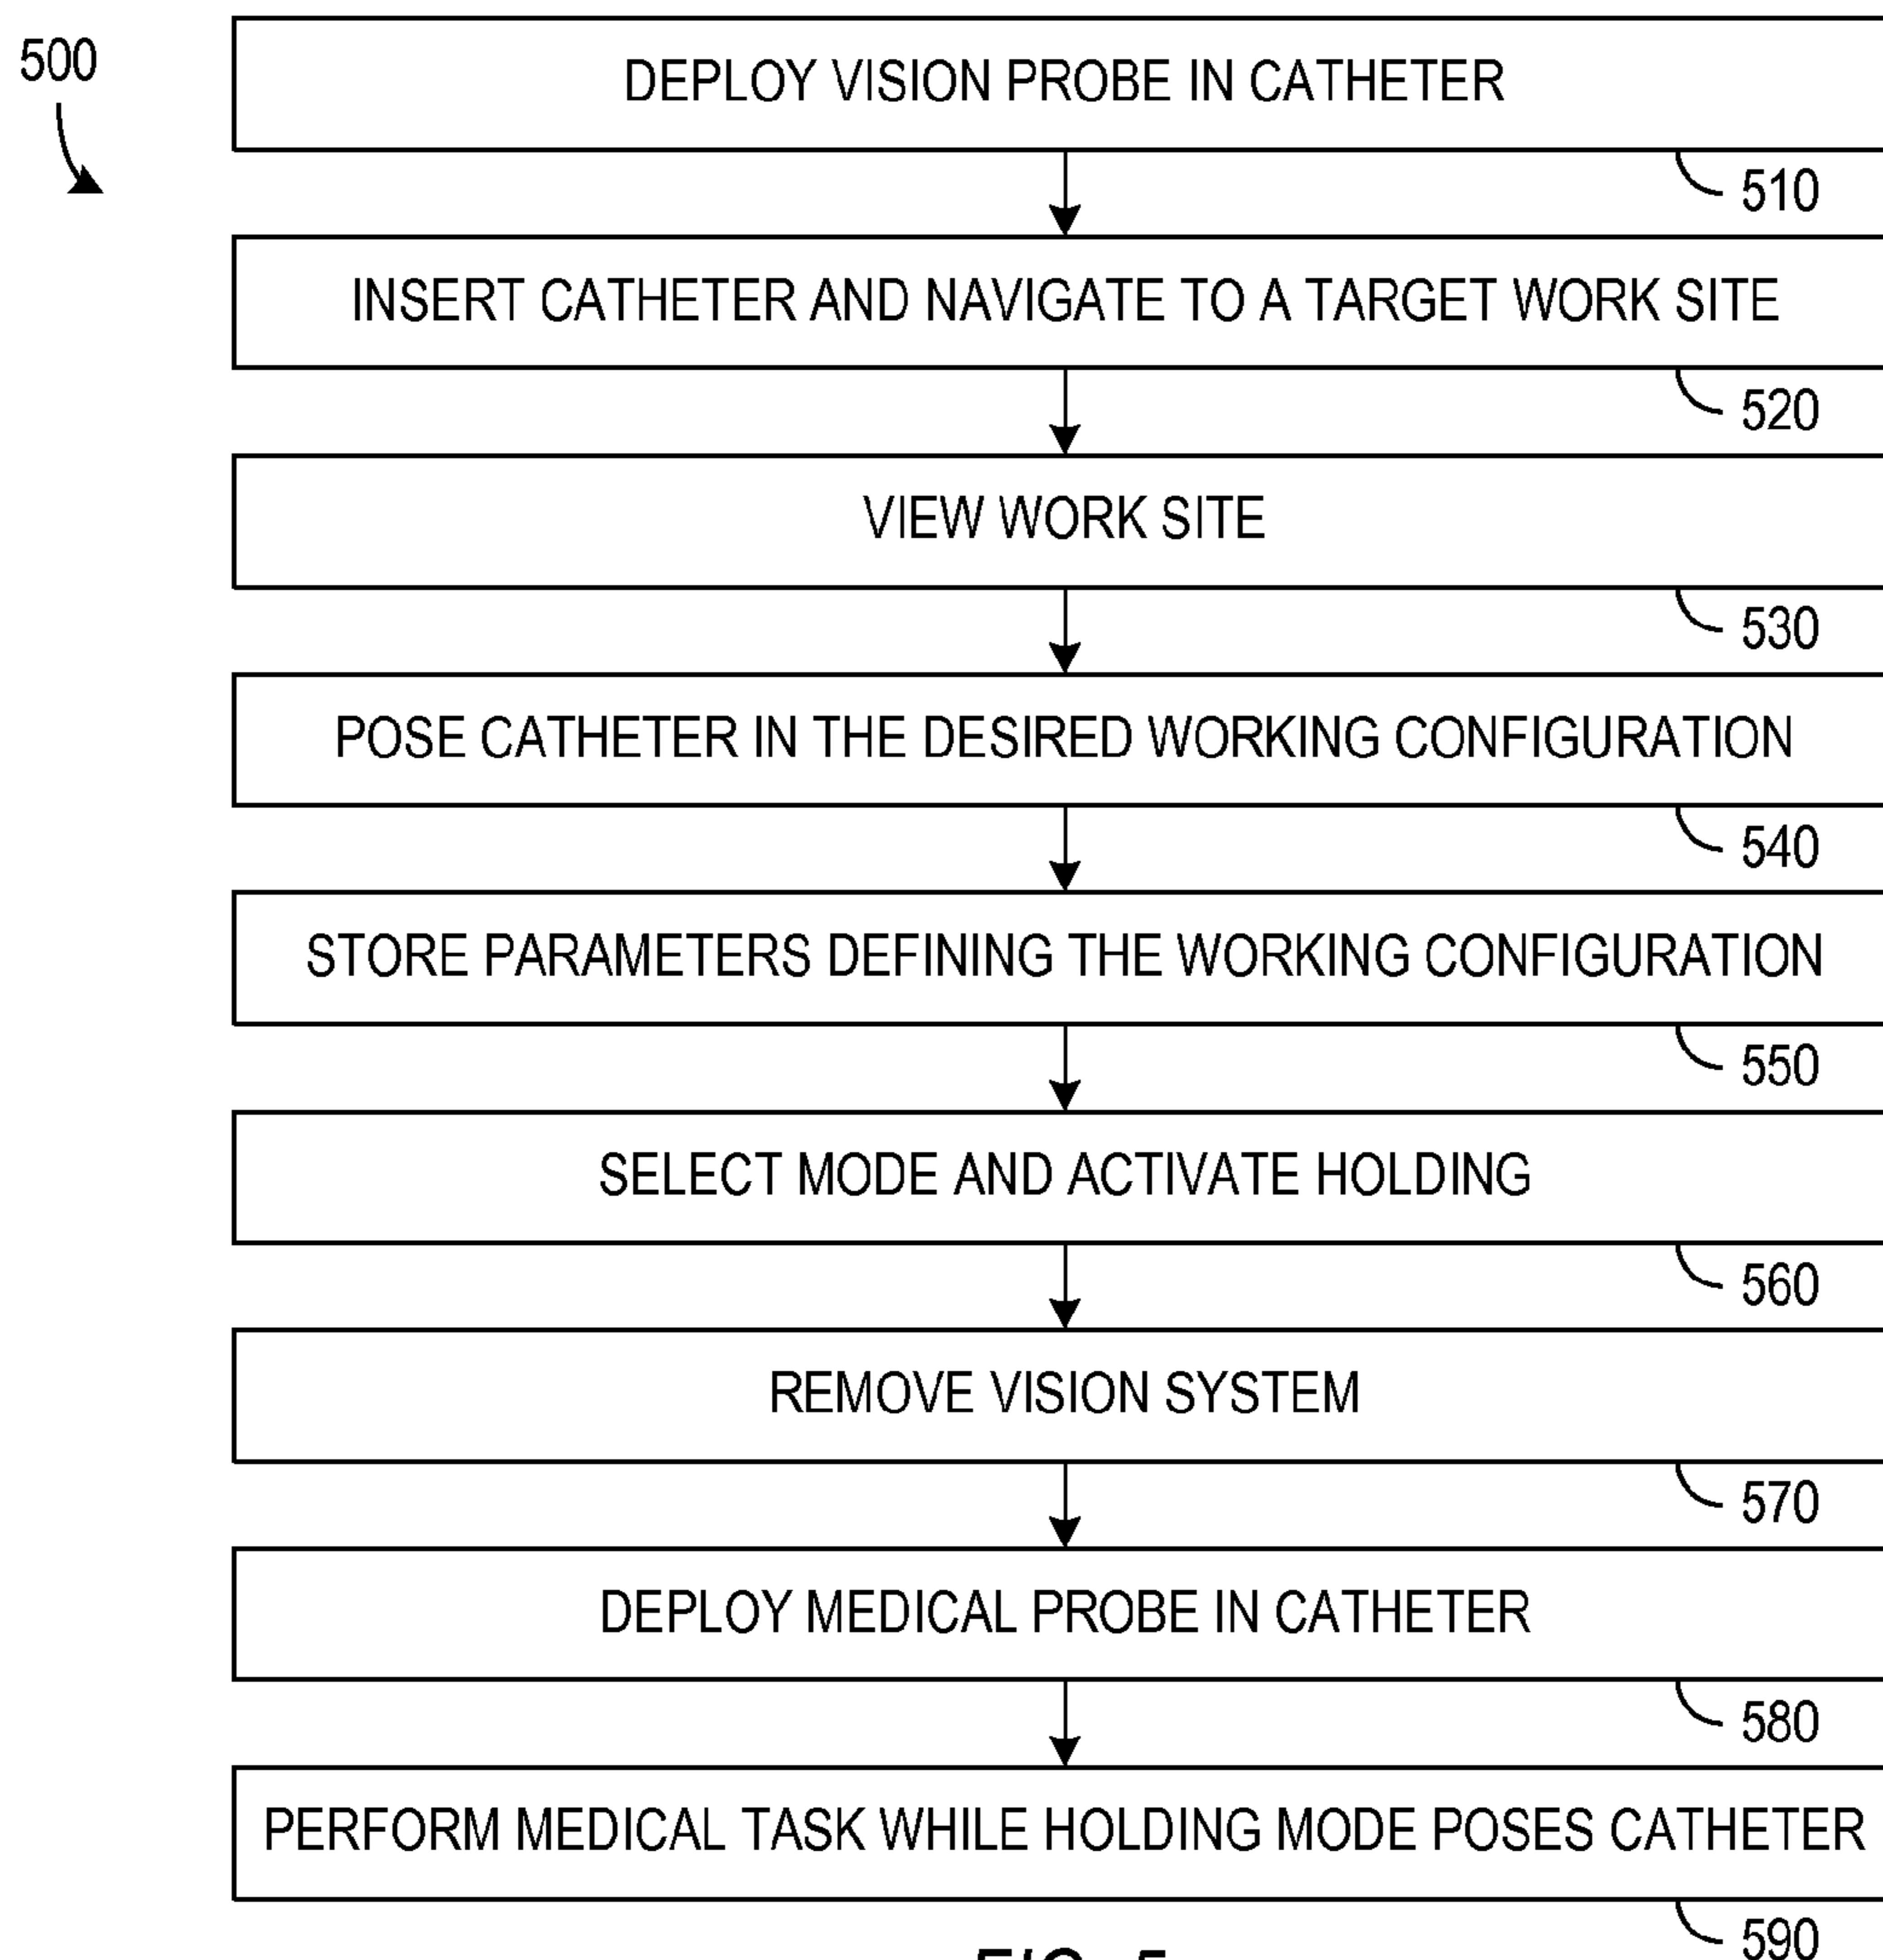 500
DEPLOY VISION PROBE IN CATHETER
510
INSERT CATHETER AND NAVIGATE TO A TARGET WORK SITE
520
VIEW WORK SITE
530
POSE CATHETER IN THE DESIRED WORKING CONFIGURATION
540
STORE PARAMETERS DEFINING THE WORKING CONFIGURATION
550
SELECT MODE AND ACTIVATE HOLDING
560
REMOVE VISION SYSTEM
570
DEPLOY MEDICAL PROBE IN CATHETER
580
PERFORM MEDICAL TASK WHILE HOLDING MODE POSES CATHETER
590